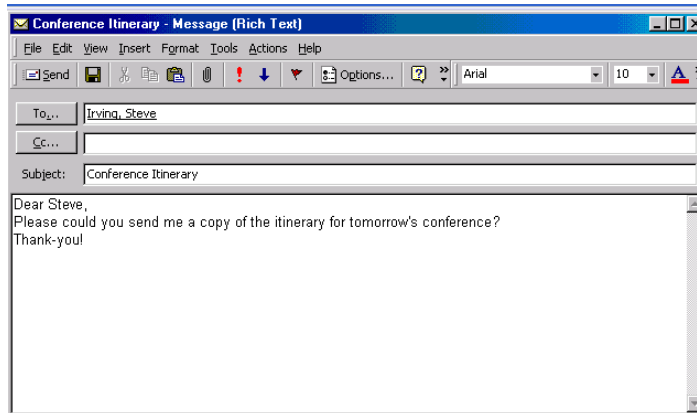 Conference Itinerary - Message (Rich Text)
File Edit View Insert Format Tools Actions Help
Send Options... Arial 10 A
To... Irving, Steve
Cc...
Subject: Conference Itinerary
Dear Steve,
Please could you send me a copy of the itinerary for tomorrow's conference?
Thank-you!